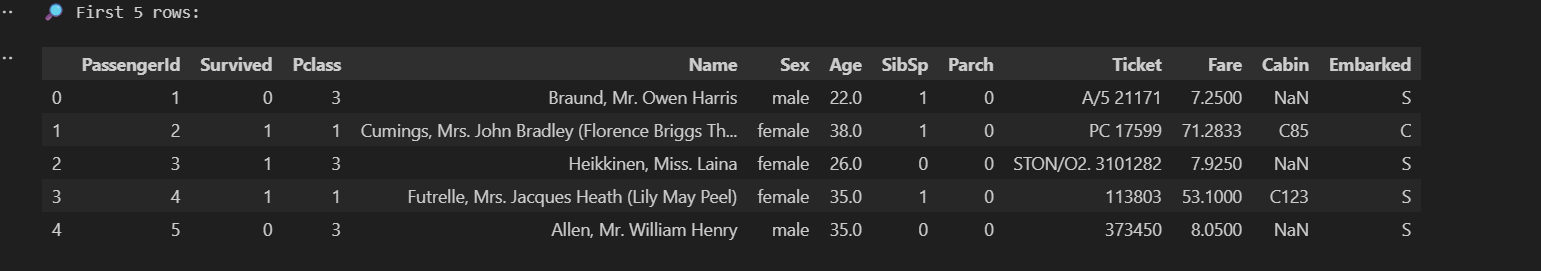 🔎 First 5 rows:
PassengerId Survived Pclass Name Sex Age SibSp Parch Ticket Fare Cabin Embarked
0 1 0 3 Braund, Mr. Owen Harris male 22.0 1 0 A/5 21171 7.2500 NaN S
1 2 1 1 Cumings, Mrs. John Bradley (Florence Briggs Th... female 38.0 1 0 PC 17599 71.2833 C85 C
2 3 1 3 Heikkinen, Miss. Laina female 26.0 0 0 STON/O2. 3101282 7.9250 NaN S
3 4 1 1 Futrelle, Mrs. Jacques Heath (Lily May Peel) female 35.0 1 0 113803 53.1000 C123 S
4 5 0 3 Allen, Mr. William Henry male 35.0 0 0 373450 8.0500 NaN S